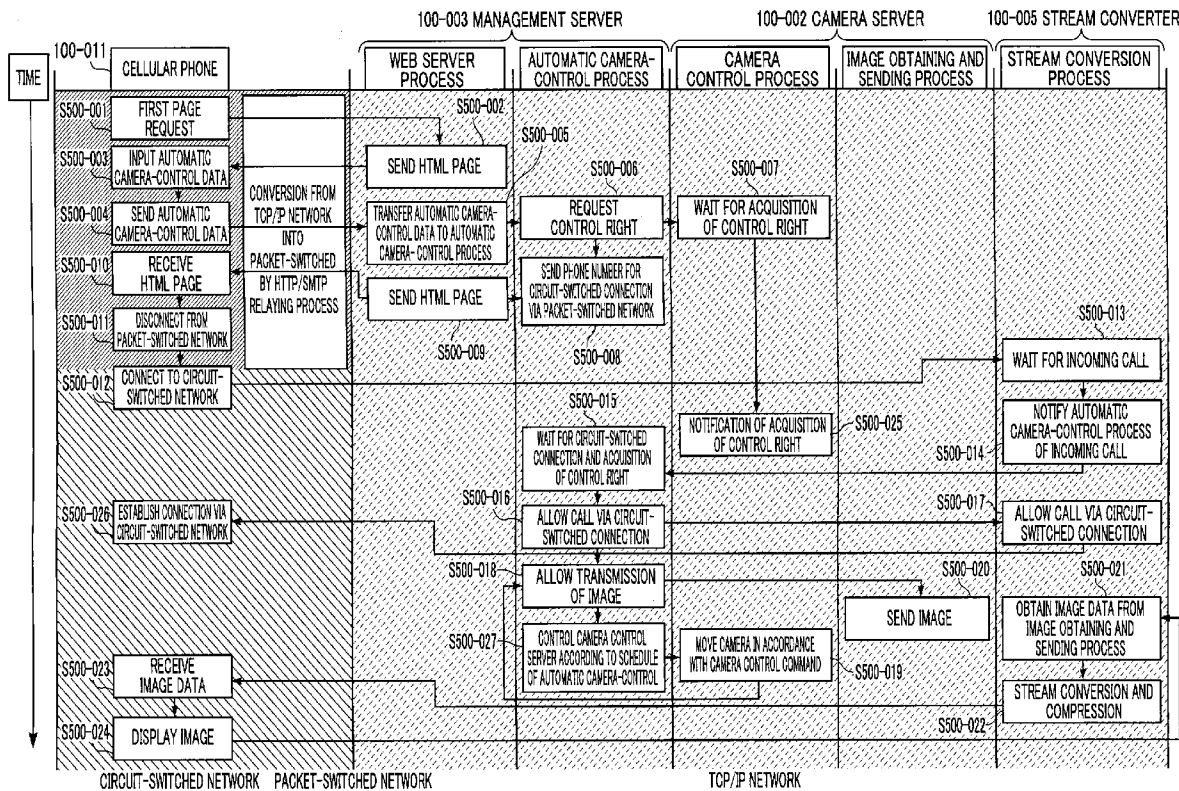 100-003 MANAGEMENT SERVER
100-002 CAMERA SERVER
100-005 STREAM CONVERTER
100-011
TIME
CELLULAR PHONE
WEB SERVER
PROCESS
AUTOMATIC CAMERA-
CONTROL PROCESS
CAMERA
CONTROL PROCESS
IMAGE OBTAINING AND
SENDING PROCESS
STREAM CONVERSION
PROCESS
S500-001
FIRST PAGE
REQUEST
S500-002
S500-005
S500-003
INPUT AUTOMATIC
CAMERA-CONTROL DATA
SEND HTML PAGE
S500-006
S500-007
CONVERSION FROM
TCP/IP NETWORK
INTO
PACKET-SWITCHED
BY HTTP/SMTP
RELAYING PROCESS
S500-004
SEND AUTOMATIC
CAMERA-CONTROL DATA
TRANSFER AUTOMATIC CAMERA-
CONTROL DATA TO AUTOMATIC
CAMERA-CONTROL PROCESS
REQUEST
CONTROL RIGHT
WAIT FOR ACQUISITION
OF CONTROL RIGHT
S500-010
RECEIVE
HTML PAGE
SEND HTML PAGE
SEND PHONE NUMBER FOR
CIRCUIT-SWITCHED CONNECTION
VIA PACKET-SWITCHED NETWORK
S500-011
DISCONNECT FROM
PACKET-SWITCHED NETWORK
S500-009
S500-008
S500-013
S500-012
CONNECT TO CIRCUIT-
SWITCHED NETWORK
WAIT FOR INCOMING CALL
S500-015
WAIT FOR CIRCUIT-SWITCHED
CONNECTION AND ACQUISITION
OF CONTROL RIGHT
NOTIFICATION OF ACQUISITION
OF CONTROL RIGHT
S500-025
NOTIFY AUTOMATIC
CAMERA-CONTROL PROCESS
OF INCOMING CALL
S500-014
S500-016
S500-017
S500-026
ESTABLISH CONNECTION VIA
CIRCUIT-SWITCHED NETWORK
ALLOW CALL VIA CIRCUIT-
SWITCHED CONNECTION
ALLOW CALL VIA CIRCUIT-
SWITCHED CONNECTION
S500-018
ALLOW TRANSMISSION
OF IMAGE
S500-020
SEND IMAGE
S500-021
OBTAIN IMAGE DATA FROM
IMAGE OBTAINING AND
SENDING PROCESS
S500-027
CONTROL CAMERA CONTROL
SERVER ACCORDING TO SCHEDULE
OF AUTOMATIC CAMERA-CONTROL
MOVE CAMERA IN ACCORDANCE
WITH CAMERA CONTROL COMMAND
S500-019
S500-023
RECEIVE
IMAGE DATA
STREAM CONVERSION AND
COMPRESSION
S500-022
S500-024
DISPLAY IMAGE
CIRCUIT-SWITCHED NETWORK
PACKET-SWITCHED NETWORK
TCP/IP NETWORK